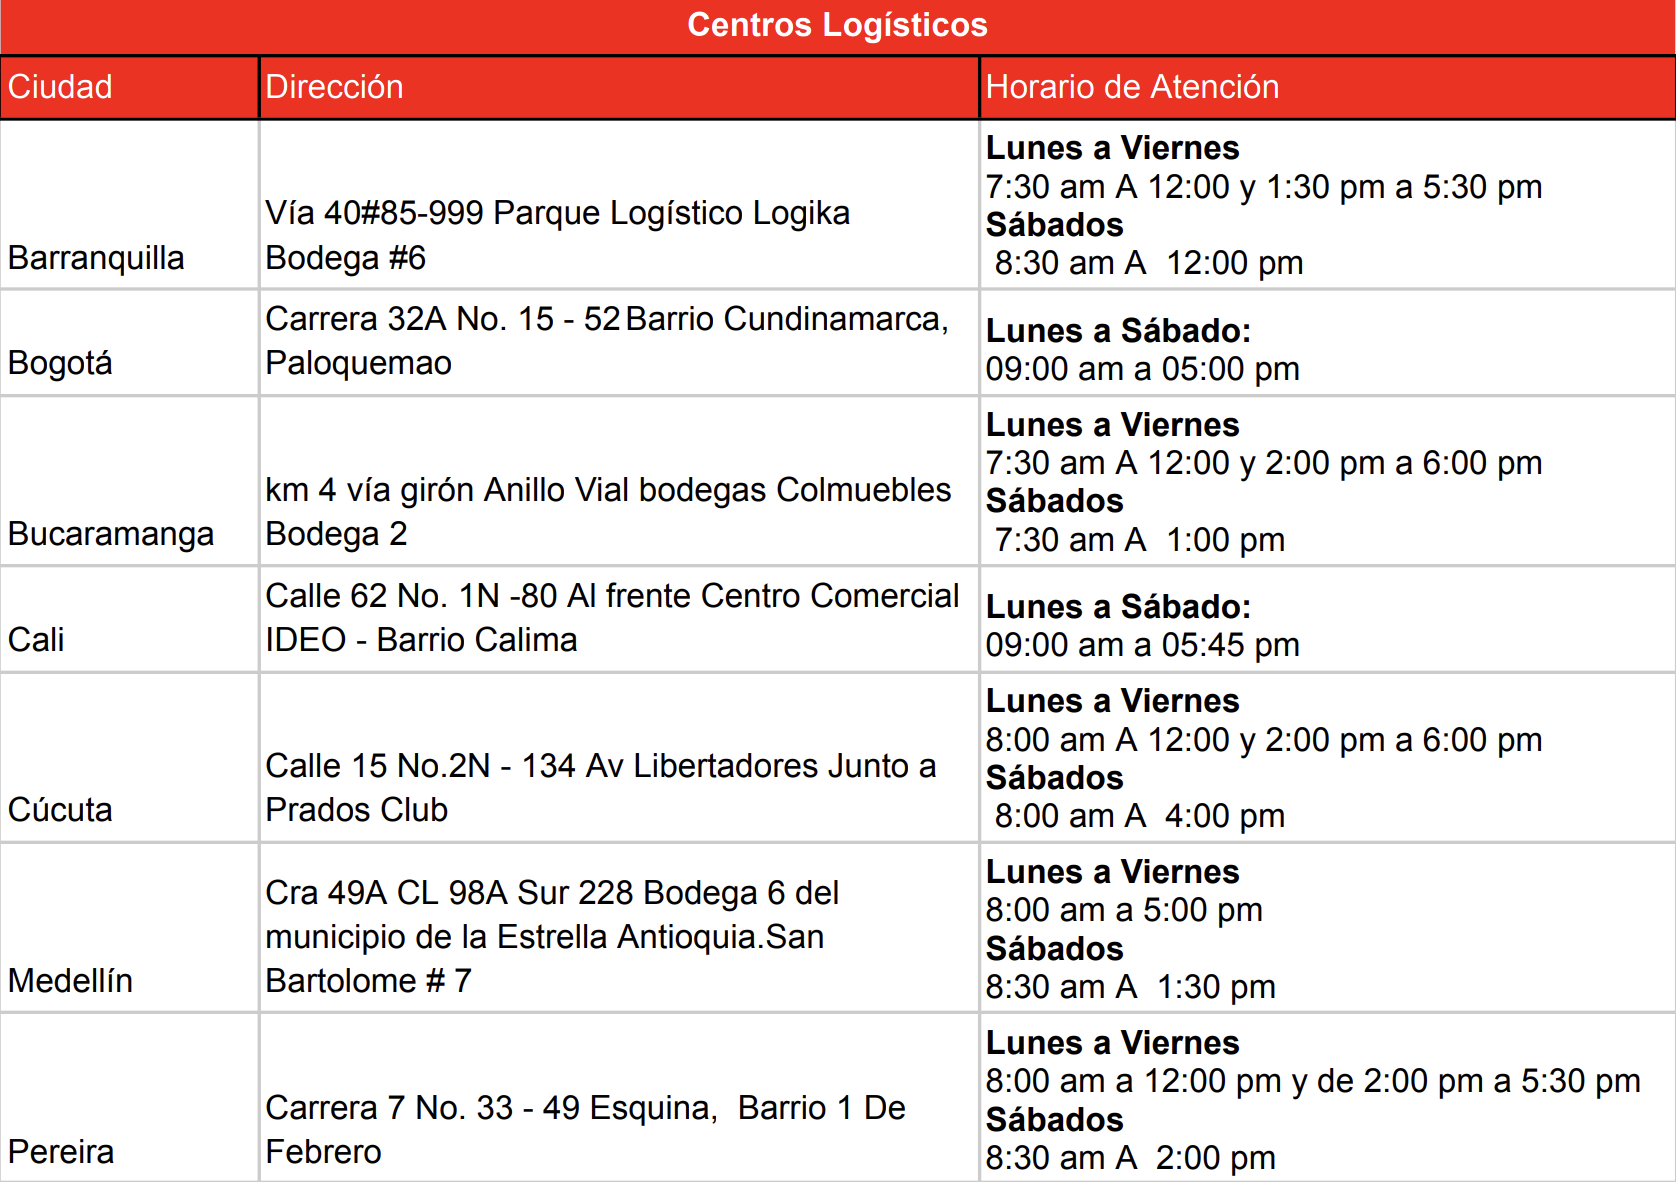 Centros Logísticos
Ciudad
Dirección
Horario de Atención
Barranquilla
Vía 40#85-999 Parque Logístico Logika
Bodega #6
Lunes a Viernes
7:30 am A 12:00 y 1:30 pm a 5:30 pm
Sábados
8:30 am A  12:00 pm
Bogotá
Carrera 32A No. 15 - 52 Barrio Cundinamarca,
Paloquemao
Lunes a Sábado:
09:00 am a 05:00 pm
Bucaramanga
km 4 vía girón Anillo Vial bodegas Colmuebles
Bodega 2
Lunes a Viernes
7:30 am A 12:00 y 2:00 pm a 6:00 pm
Sábados
7:30 am A  1:00 pm
Cali
Calle 62 No. 1N -80 Al frente Centro Comercial
IDEO - Barrio Calima
Lunes a Sábado:
09:00 am a 05:45 pm
Cúcuta
Calle 15 No.2N - 134 Av Libertadores Junto a
Prados Club
Lunes a Viernes
8:00 am A 12:00 y 2:00 pm a 6:00 pm
Sábados
8:00 am A  4:00 pm
Medellín
Cra 49A CL 98A Sur 228 Bodega 6 del
municipio de la Estrella Antioquia.San
Bartolome # 7
Lunes a Viernes
8:00 am a 5:00 pm
Sábados
8:30 am A  1:30 pm
Pereira
Carrera 7 No. 33 - 49 Esquina,  Barrio 1 De
Febrero
Lunes a Viernes
8:00 am a 12:00 pm y de 2:00 pm a 5:30 pm
Sábados
8:30 am A  2:00 pm